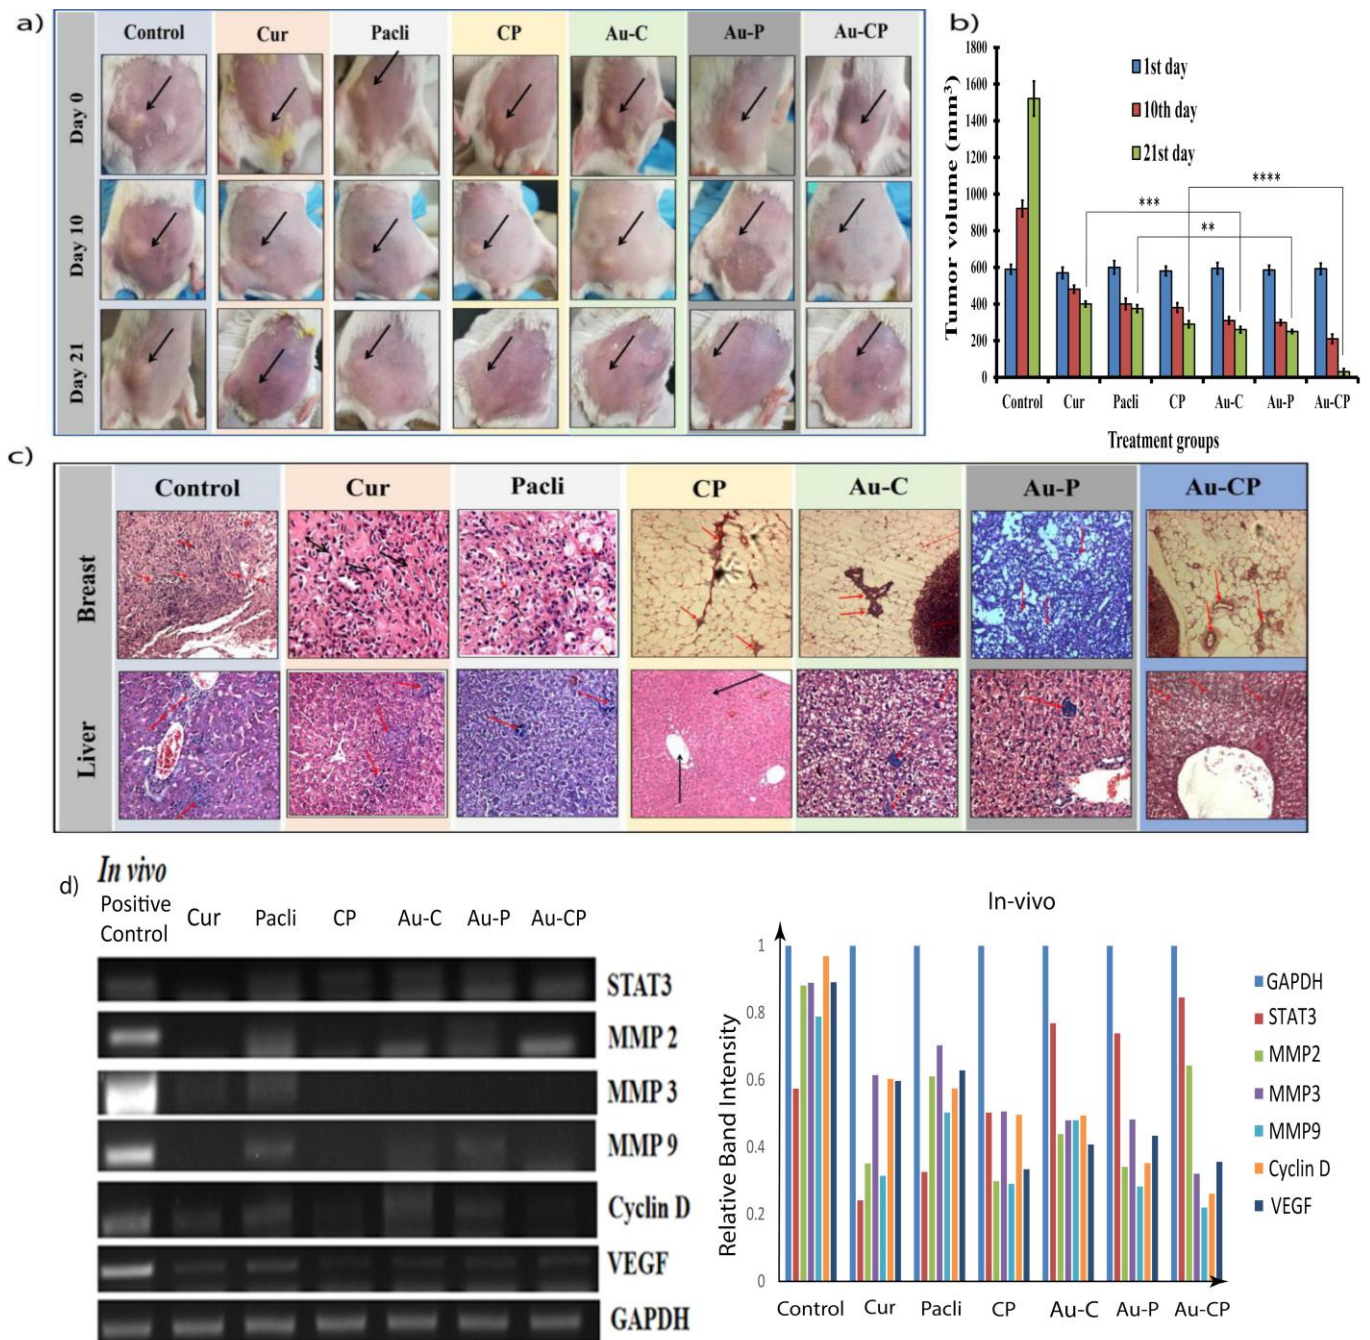 a)
Control Cur Pacli CP Au-C Au-P Au-CP
Day 0
Day 10
Day 21
b)
Tumor volume (mm³)
1800
1600
1400
1200
1000
800
600
400
200
0
1st day
10th day
21st day
***
**
****
Control Cur Pacli CP Au-C Au-P Au-CP
Treatment groups
c)
Control Cur Pacli CP Au-C Au-P Au-CP
Breast
Liver
d)
In vivo
Positive Control Cur Pacli CP Au-C Au-P Au-CP
STAT3
MMP 2
MMP 3
MMP 9
Cyclin D
VEGF
GAPDH
In-vivo
Relative Band Intensity
1
0.8
0.6
0.4
0.2
0
GAPDH
STAT3
MMP2
MMP3
MMP9
Cyclin D
VEGF
Control Cur Pacli CP Au-C Au-P Au-CP